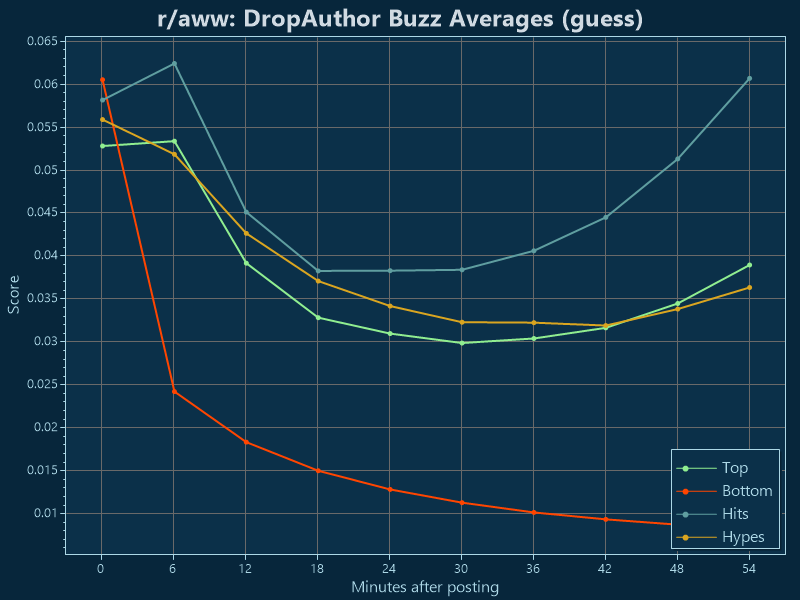 r/aww: DropAuthor Buzz Averages (guess)
0.065
0.06
0.055
0.05
0.045
0.04
0.035
0.03
0.025
0.02
0.015
0.01
Score
Top
Bottom
Hits
Hypes
0 6 12 18 24 30 36 42 48 54
Minutes after posting